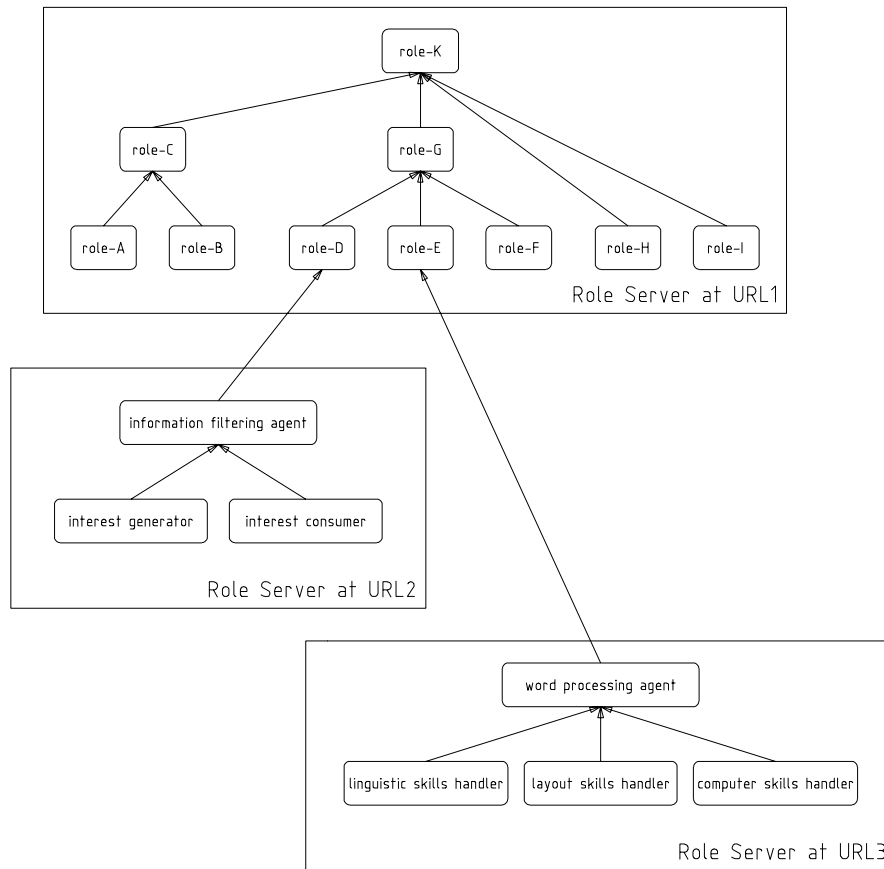 role-K
role-C
role-G
role-A
role-B
role-D
role-E
role-F
role-H
role-I
Role Server at URL1
information filtering agent
interest generator
interest consumer
Role Server at URL2
word processing agent
linguistic skills handler
layout skills handler
computer skills handler
Role Server at URL3